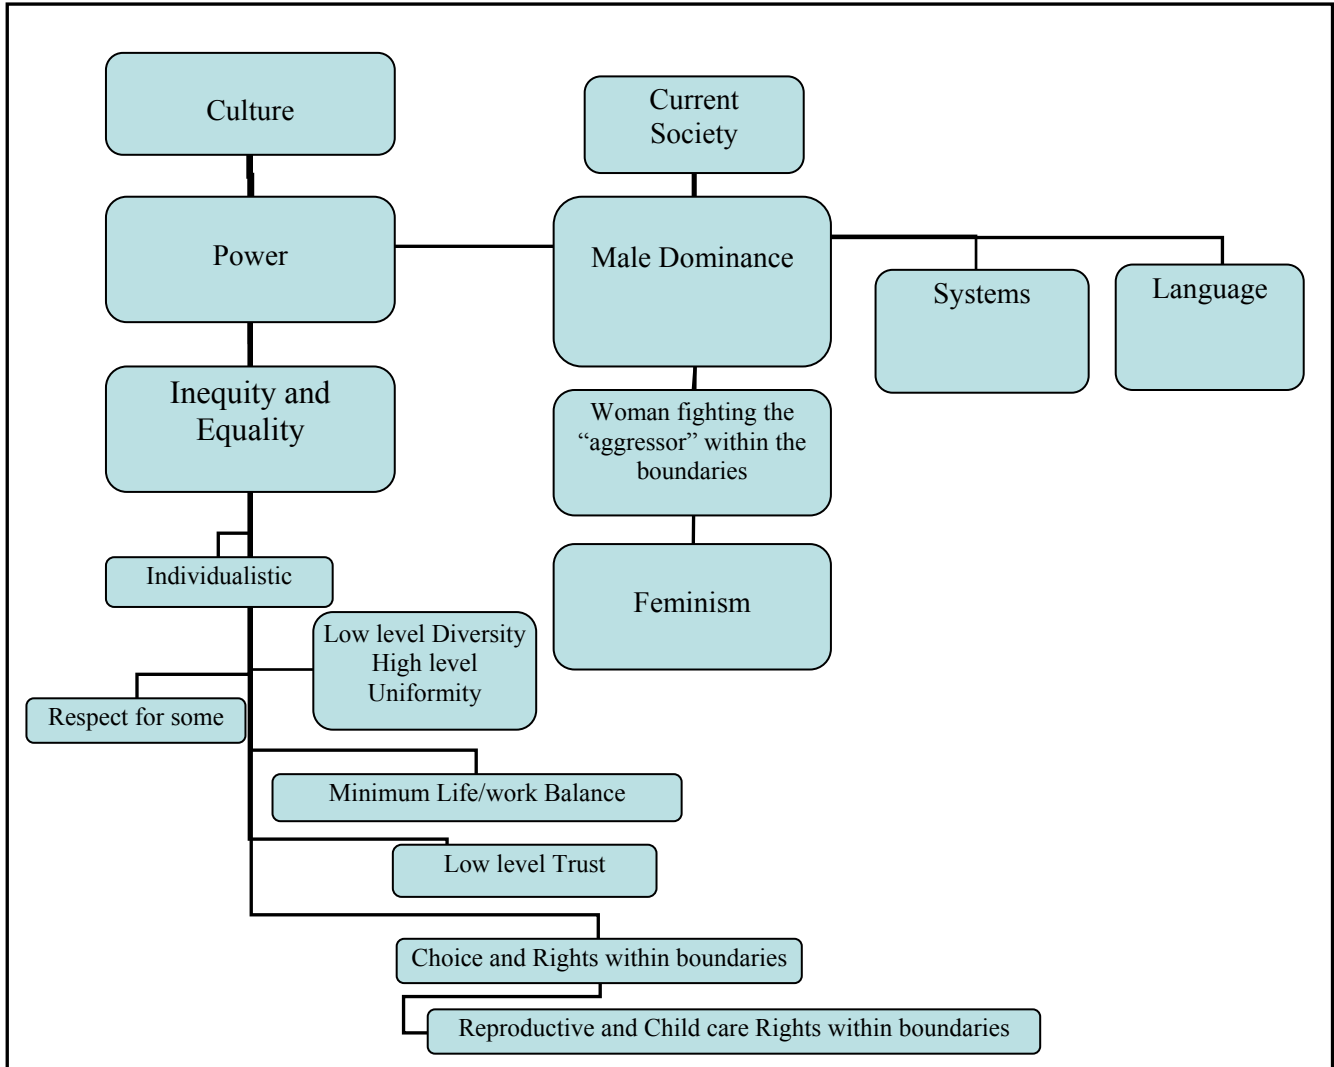 Culture
Current
Society
Power
Male Dominance
Systems
Language
Inequity and
Equality
Woman fighting the
“aggressor” within the
boundaries
Individualistic
Feminism
Low level Diversity
High level
Uniformity
Respect for some
Minimum Life/work Balance
Low level Trust
Choice and Rights within boundaries
Reproductive and Child care Rights within boundaries